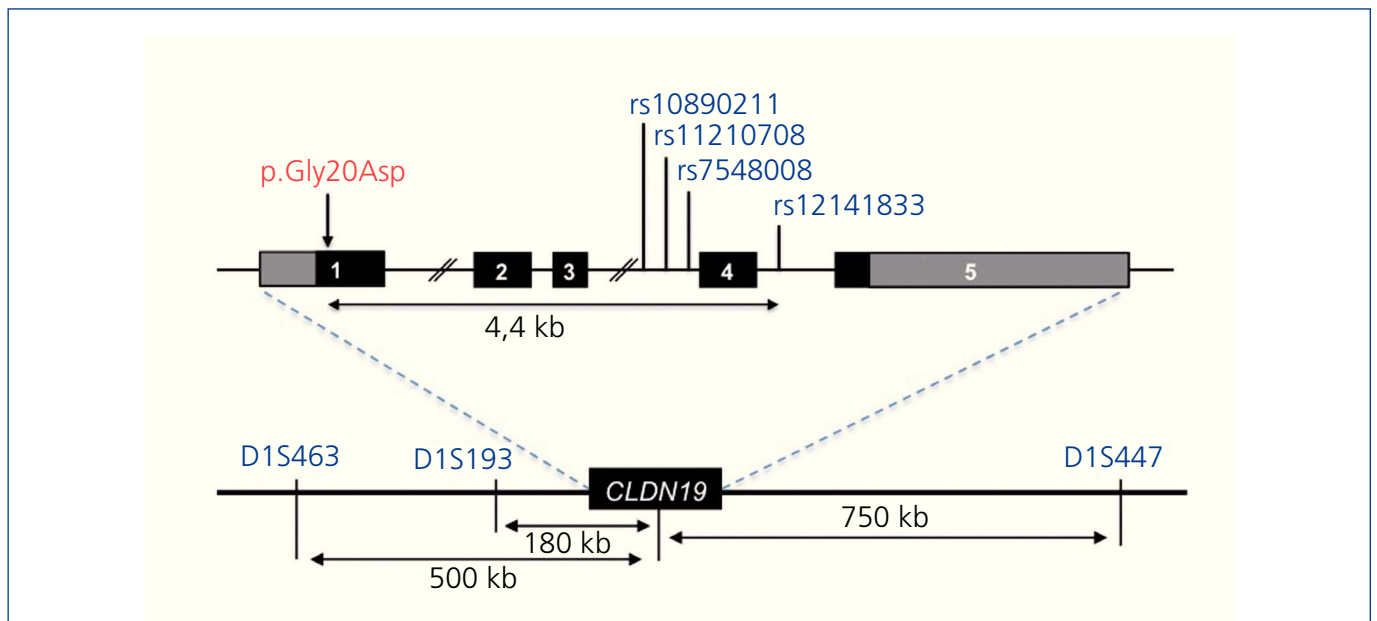 rs10890211
rs11210708
rs7548008
rs12141833
p.Gly20Asp
1 2 3 4 5
4,4 kb
D1S463 D1S193 D1S447
CLDN19
750 kb
180 kb
500 kb